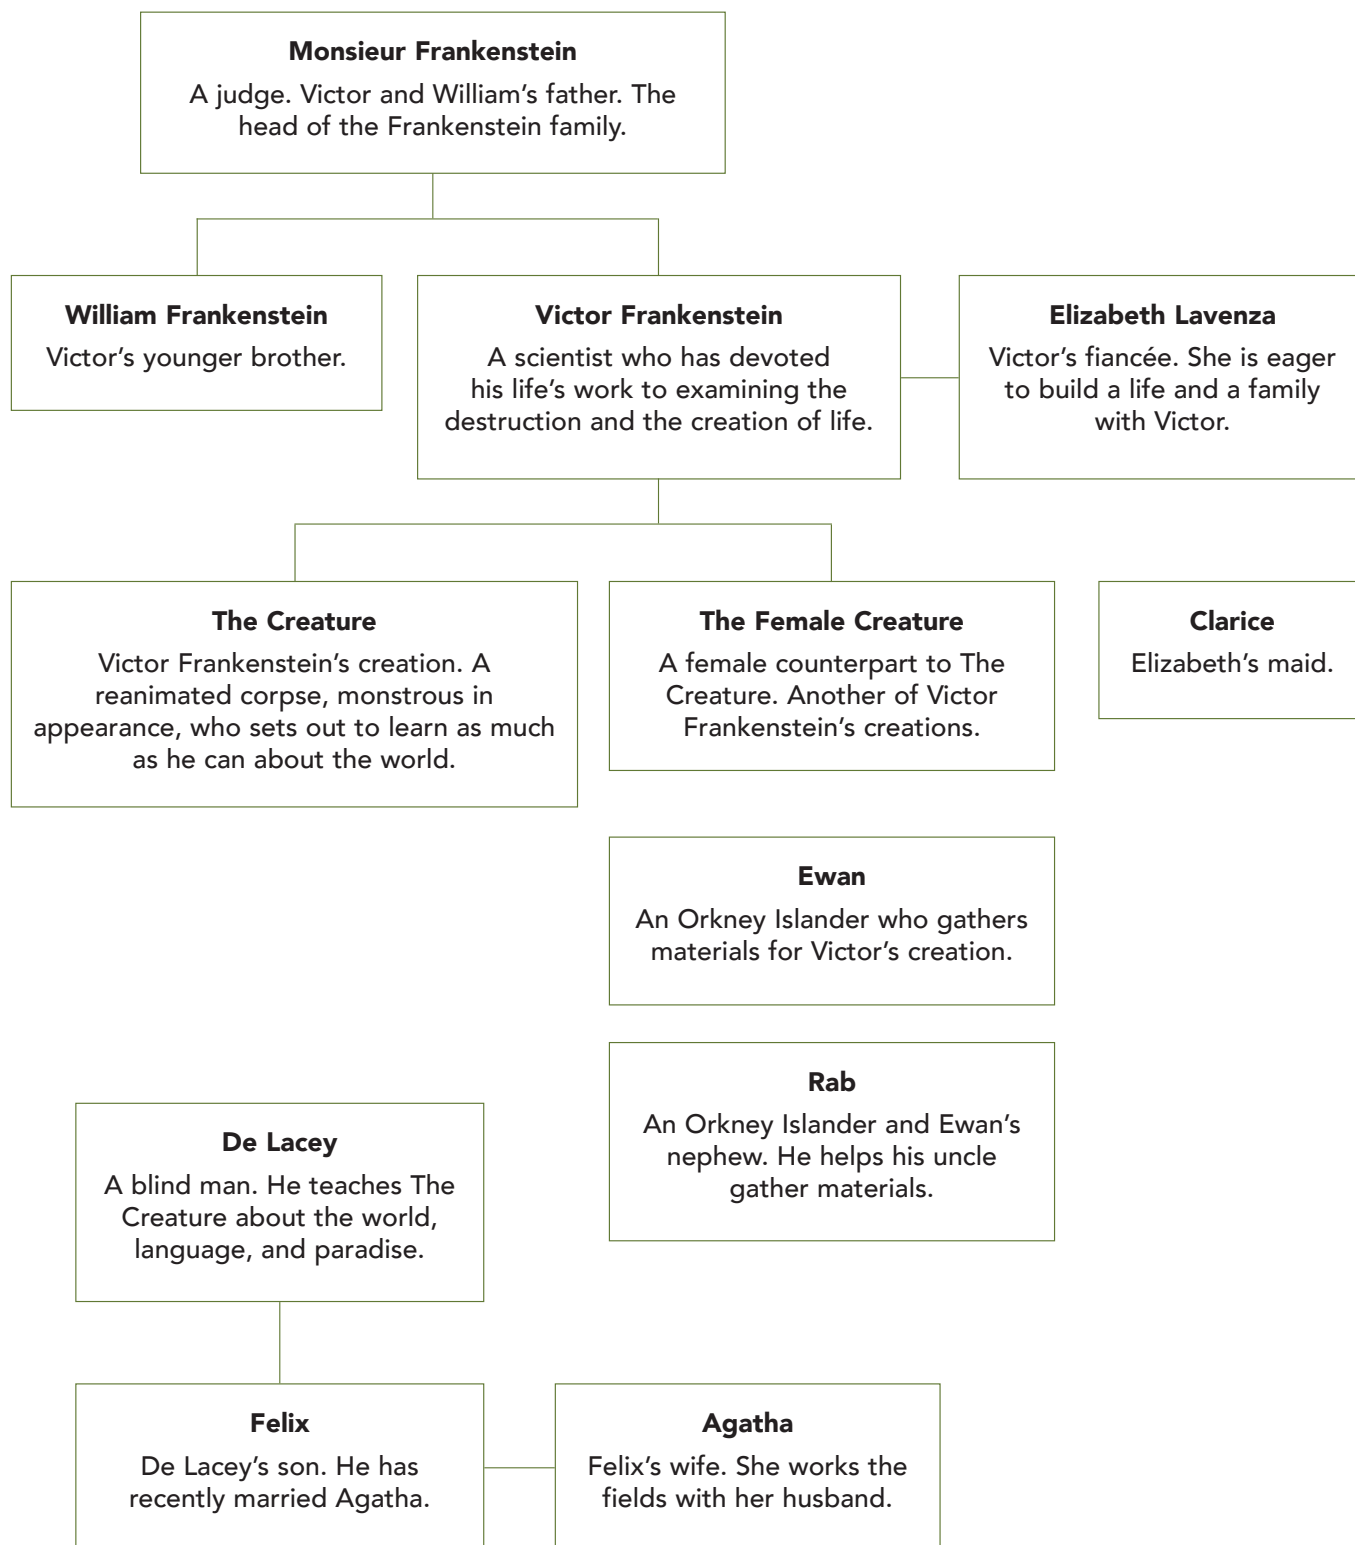 Monsieur Frankenstein
A judge. Victor and William’s father. The
head of the Frankenstein family.
William Frankenstein
Victor’s younger brother.
Victor Frankenstein
A scientist who has devoted
his life’s work to examining the
destruction and the creation of life.
Elizabeth Lavenza
Victor’s fiancée. She is eager
to build a life and a family
with Victor.
The Creature
Victor Frankenstein’s creation. A
reanimated corpse, monstrous in
appearance, who sets out to learn as much
as he can about the world.
The Female Creature
A female counterpart to The
Creature. Another of Victor
Frankenstein’s creations.
Clarice
Elizabeth’s maid.
Ewan
An Orkney Islander who gathers
materials for Victor’s creation.
Rab
An Orkney Islander and Ewan’s
nephew. He helps his uncle
gather materials.
De Lacey
A blind man. He teaches The
Creature about the world,
language, and paradise.
Felix
De Lacey’s son. He has
recently married Agatha.
Agatha
Felix’s wife. She works the
fields with her husband.